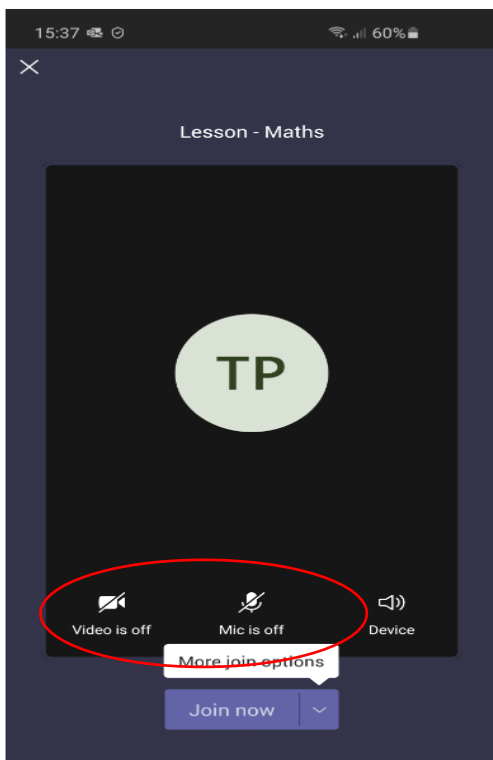 15:37 60%
Lesson - Maths
TP
Video is off Mic is off Device
More join options
Join now